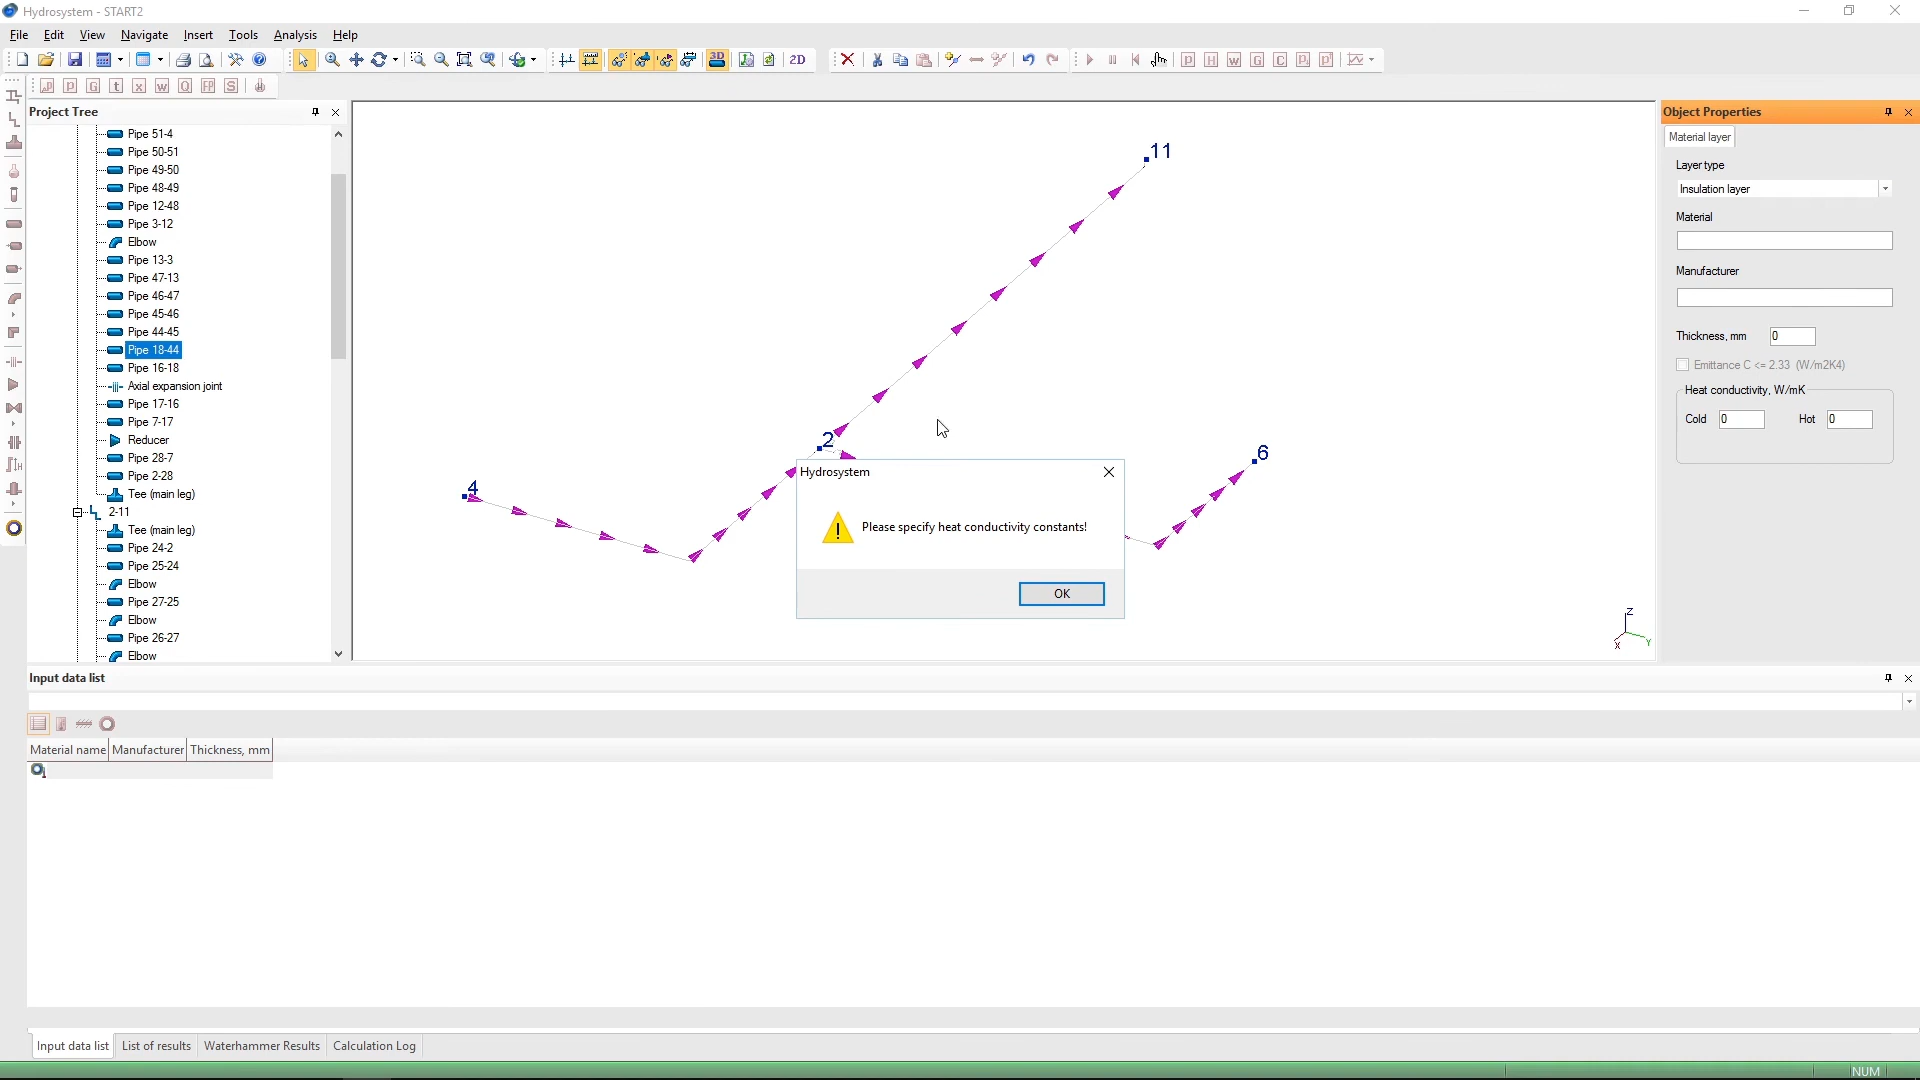 Hydrosystem - START2
File Edit View Navigate Insert Tools Analysis Help
3D 2D P H W G C
P G t x w Q FP S
Project Tree
Pipe 51-4
Pipe 50-51
Pipe 49-50
Pipe 48-49
Pipe 12-48
Pipe 3-12
Elbow
Pipe 13-3
Pipe 47-13
Pipe 46-47
Pipe 45-46
Pipe 44-45
Pipe 18-44
Pipe 16-18
Axial expansion joint
Pipe 17-16
Pipe 7-17
Reducer
Pipe 28-7
Pipe 2-28
Tee (main leg)
2-11
Tee (main leg)
Pipe 24-2
Pipe 25-24
Elbow
Pipe 27-25
Elbow
Pipe 26-27
Elbow
11
2
4
6
Hydrosystem
Please specify heat conductivity constants!
OK
Z
X
Y
Object Properties
Material layer
Layer type
Insulation layer
Material
Manufacturer
Thickness, mm 0
Emittance C <= 2.33 (W/m2K4)
Heat conductivity, W/mK
Cold 0 Hot 0
Input data list
Material name Manufacturer Thickness, mm
Input data list List of results Waterhammer Results Calculation Log
NUM